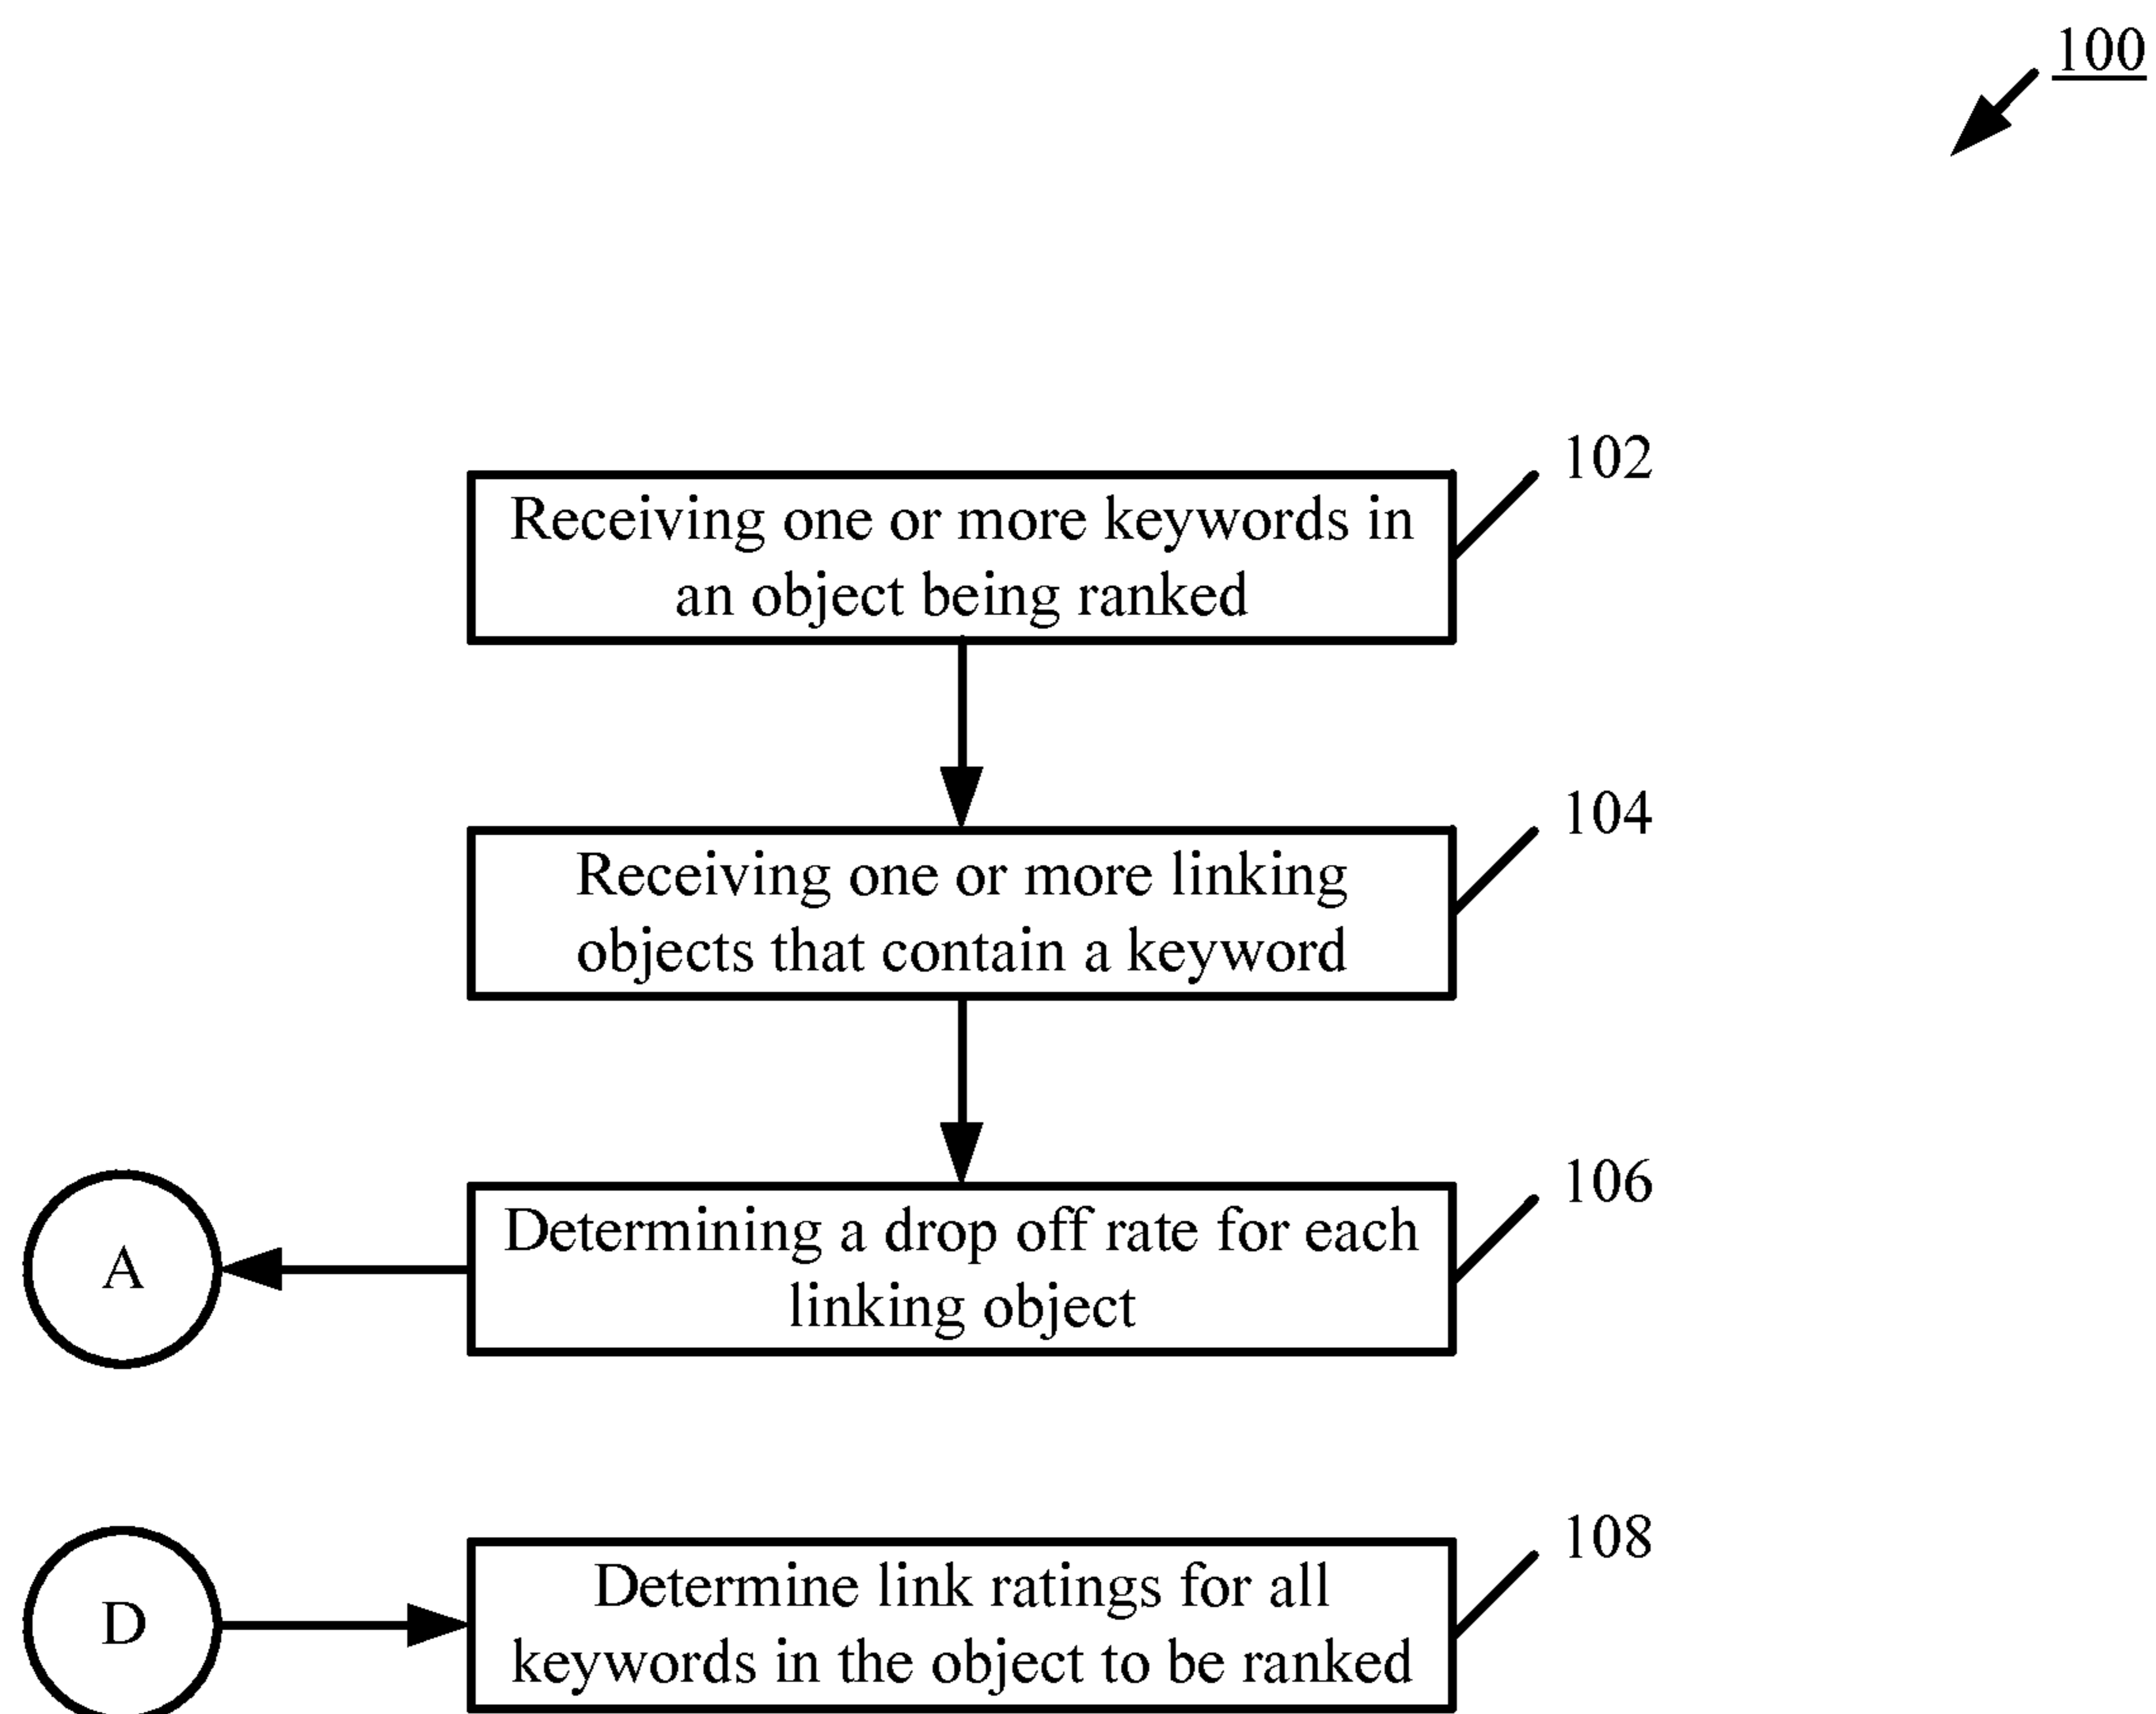 100
Receiving one or more keywords in
an object being ranked
102
Receiving one or more linking
objects that contain a keyword
104
A
Determining a drop off rate for each
linking object
106
D
Determine link ratings for all
keywords in the object to be ranked
108